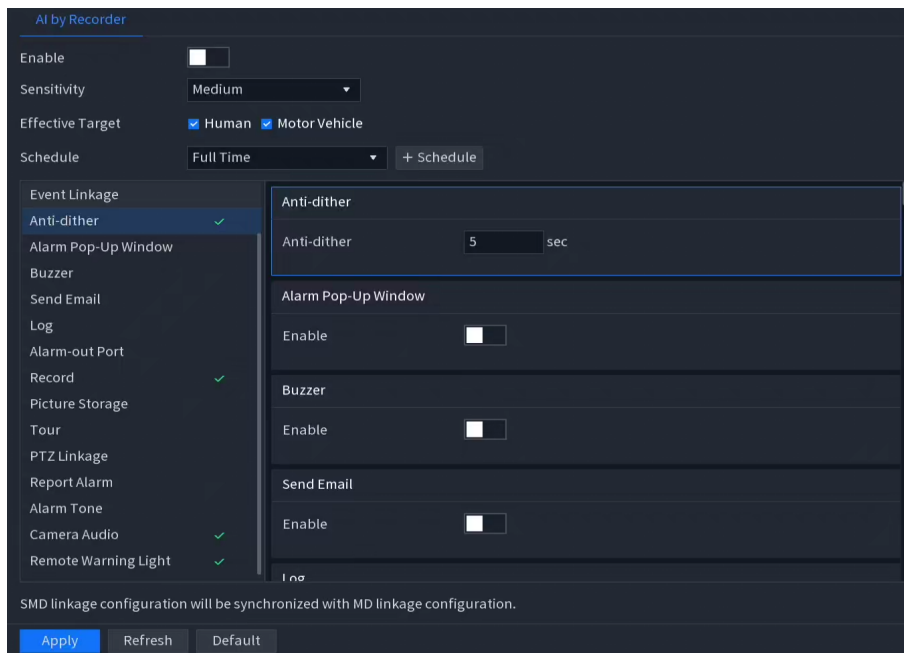 AI by Recorder
Enable
Sensitivity Medium
Effective Target Human Motor Vehicle
Schedule Full Time + Schedule
Event Linkage
Anti-dither
Alarm Pop-Up Window
Buzzer
Send Email
Log
Alarm-out Port
Record
Picture Storage
Tour
PTZ Linkage
Report Alarm
Alarm Tone
Camera Audio
Remote Warning Light
Anti-dither
Anti-dither 5 sec
Alarm Pop-Up Window
Enable
Buzzer
Enable
Send Email
Enable
Log
SMD linkage configuration will be synchronized with MD linkage configuration.
Apply Refresh Default